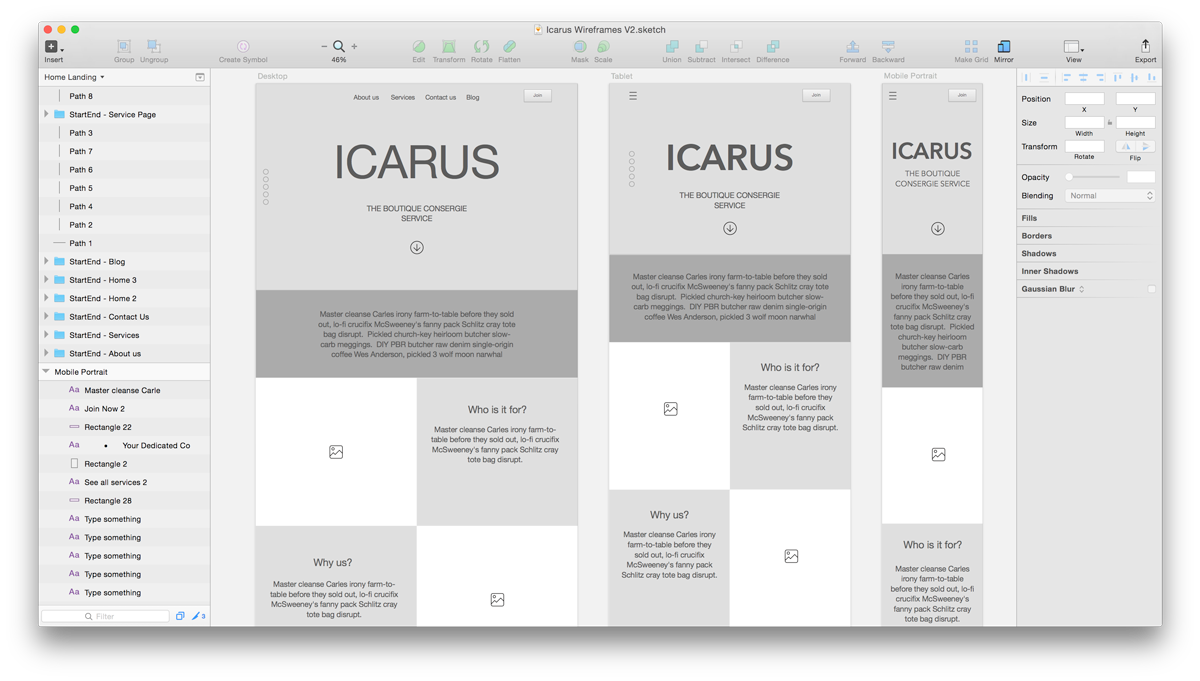 Icarus Wireframes V2.sketch
Insert
Group
Ungroup
Create Symbol
46%
Edit
Transform
Rotate
Flatten
Mask
Scale
Union
Subtract
Intersect
Difference
Forward
Backward
Make Grid
Mirror
View
Export
Home Landing
Path 8
StartEnd - Service Page
Path 3
Path 7
Path 6
Path 5
Path 4
Path 2
Path 1
StartEnd - Blog
StartEnd - Home 3
StartEnd - Home 2
StartEnd - Contact Us
StartEnd - Services
StartEnd - About us
Mobile Portrait
Aa Master cleanse Carle
Aa Join Now 2
Rectangle 22
Aa • Your Dedicated Co
Rectangle 2
Aa See all services 2
Rectangle 28
Aa Type something
Aa Type something
Aa Type something
Aa Type something
Aa Type something
Filter
3
Desktop
About us Services Contact us Blog Join
ICARUS
THE BOUTIQUE CONSERGIE
SERVICE
Master cleanse Carles irony farm-to-table before they sold
out, lo-fi crucifix McSweeney's fanny pack Schlitz cray tote
bag disrupt. Pickled church-key heirloom butcher slow-
carb meggings. DIY PBR butcher raw denim single-origin
coffee Wes Anderson, pickled 3 wolf moon narwhal
Who is it for?
Master cleanse Carles irony farm-to-
table before they sold out, lo-fi crucifix
McSweeney's fanny pack Schlitz cray
tote bag disrupt.
Why us?
Master cleanse Carles irony farm-to-
table before they sold out, lo-fi crucifix
McSweeney's fanny pack Schlitz cray
tote bag disrupt.
Tablet
Join
ICARUS
THE BOUTIQUE CONSERGIE
SERVICE
Master cleanse Carles irony farm-to-table before they sold
out, lo-fi crucifix McSweeney's fanny pack Schlitz cray tote
bag disrupt. Pickled church-key heirloom butcher slow-
carb meggings. DIY PBR butcher raw denim single-origin
coffee Wes Anderson, pickled 3 wolf moon narwhal
Who is it for?
Master cleanse Carles irony
farm-to-table before they
sold out, lo-fi crucifix
McSweeney's fanny pack
Schlitz cray tote bag disrupt.
Why us?
Master cleanse Carles irony
farm-to-table before they
sold out, lo-fi crucifix
McSweeney's fanny pack
Schlitz cray tote bag disrupt.
Mobile Portrait
Join
ICARUS
THE BOUTIQUE
CONSERGIE SERVICE
Master cleanse Carles
irony farm-to-table
before they sold out, lo-fi
crucifix McSweeney's
fanny pack Schlitz cray
tote bag disrupt. Pickled
church-key heirloom
butcher slow-carb
meggings. DIY PBR
butcher raw denim
Who is it for?
Master cleanse Carles
irony farm-to-table
before they sold out, lo-fi
crucifix McSweeney's
fanny pack Schlitz cray
tote bag disrupt.
Position
X
Y
Size
Width
Height
Transform
Rotate
Flip
Opacity
Blending
Normal
Fills
Borders
Shadows
Inner Shadows
Gaussian Blur